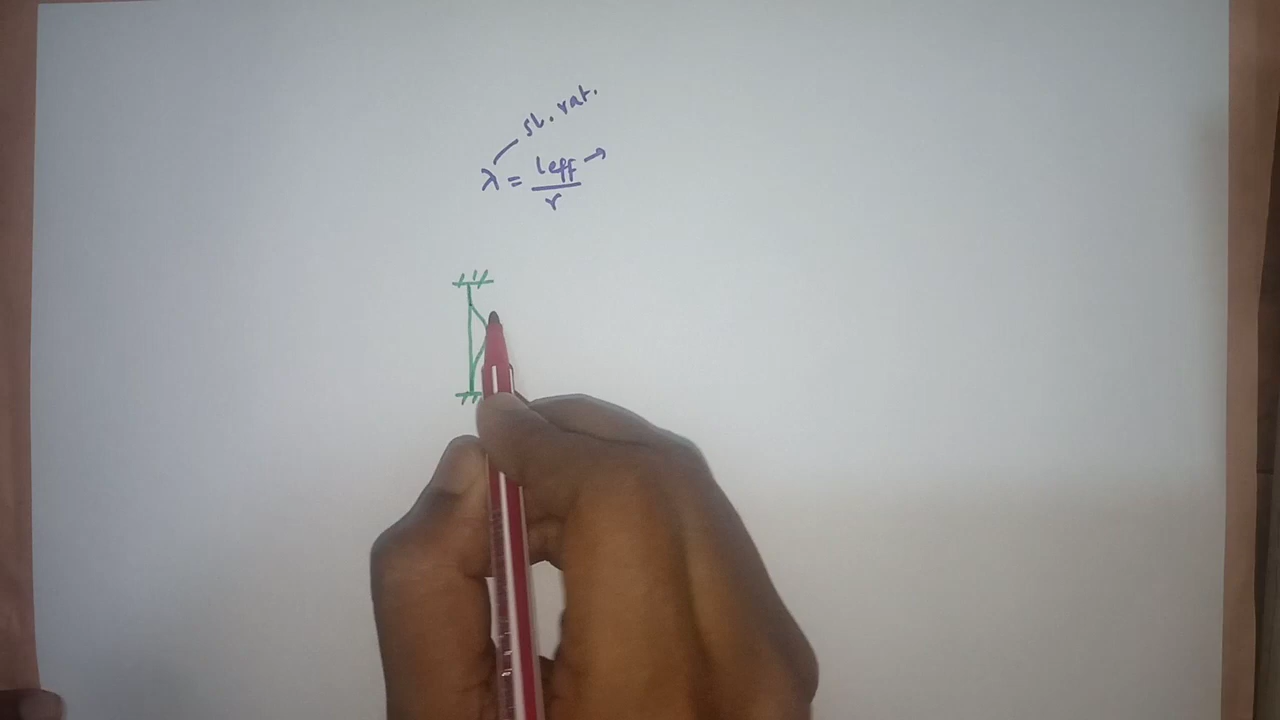 sl. rat.
λ = leff →
r